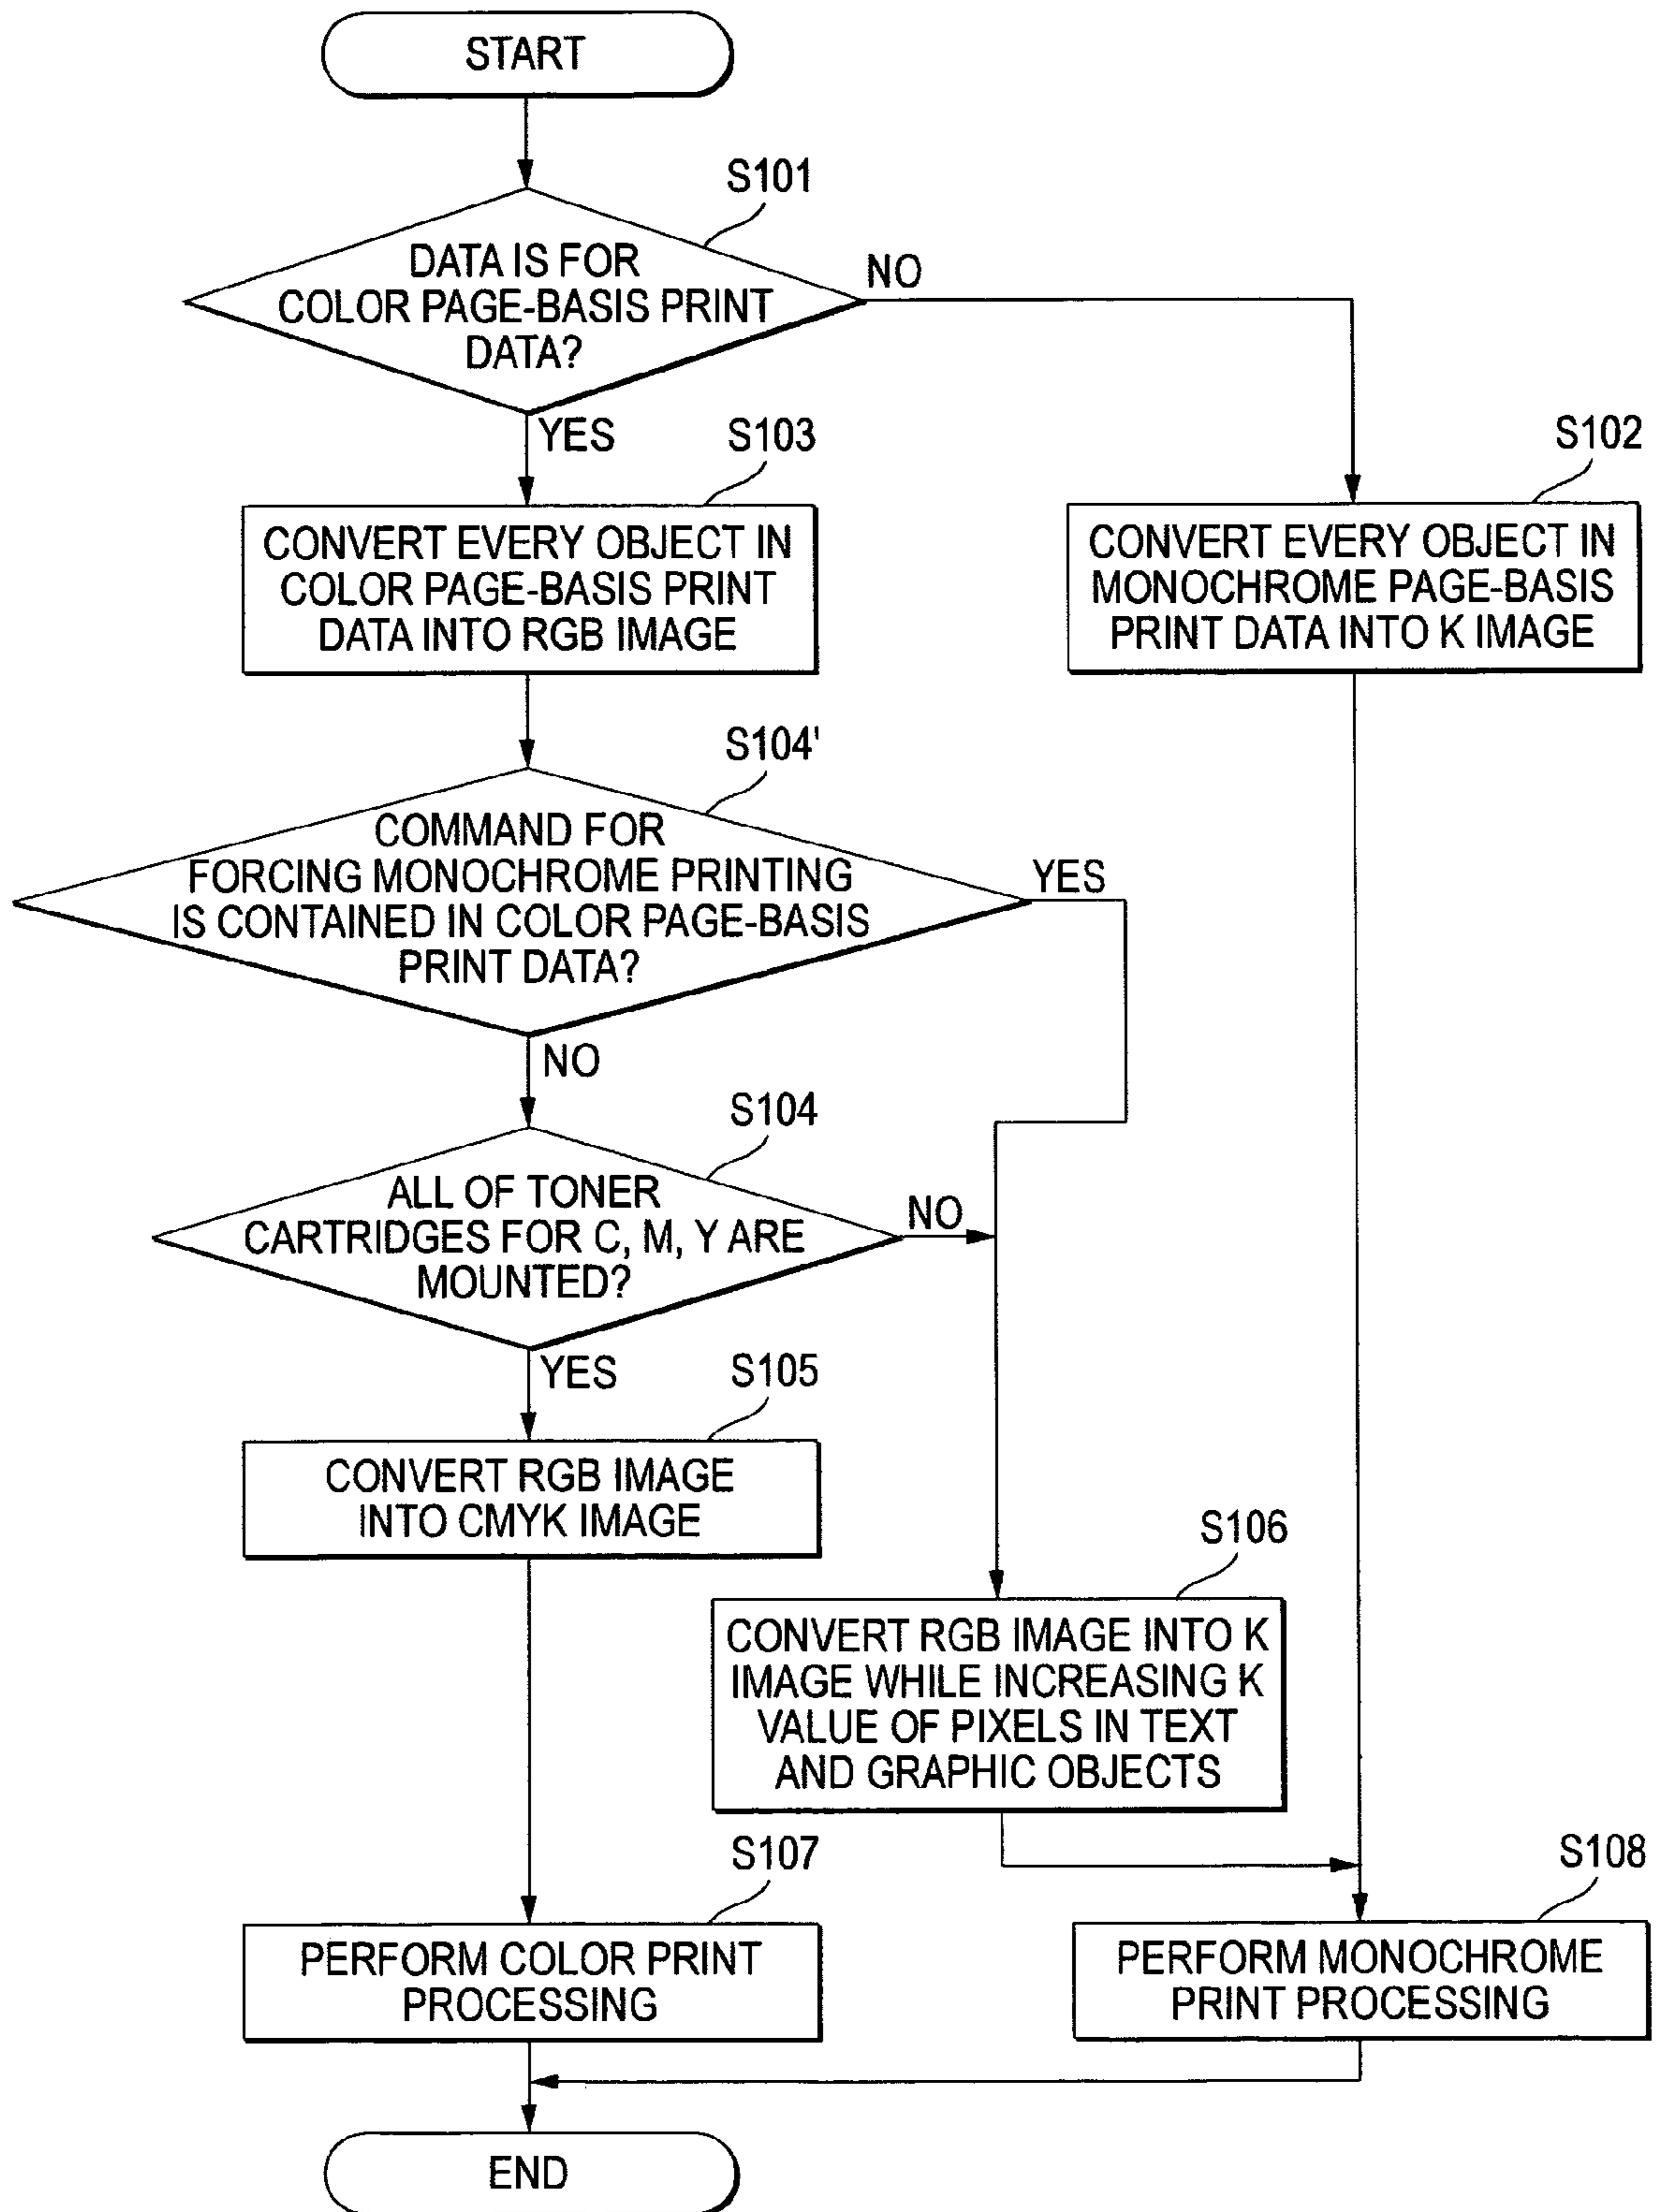 START
S101
DATA IS FOR
COLOR PAGE-BASIS PRINT
DATA?
NO
YES
S103
S102
CONVERT EVERY OBJECT IN
COLOR PAGE-BASIS PRINT
DATA INTO RGB IMAGE
CONVERT EVERY OBJECT IN
MONOCHROME PAGE-BASIS
PRINT DATA INTO K IMAGE
S104'
COMMAND FOR
FORCING MONOCHROME PRINTING
IS CONTAINED IN COLOR PAGE-BASIS
PRINT DATA?
YES
NO
S104
ALL OF TONER
CARTRIDGES FOR C, M, Y ARE
MOUNTED?
NO
YES
S105
CONVERT RGB IMAGE
INTO CMYK IMAGE
S106
CONVERT RGB IMAGE INTO K
IMAGE WHILE INCREASING K
VALUE OF PIXELS IN TEXT
AND GRAPHIC OBJECTS
S107
S108
PERFORM COLOR PRINT
PROCESSING
PERFORM MONOCHROME
PRINT PROCESSING
END